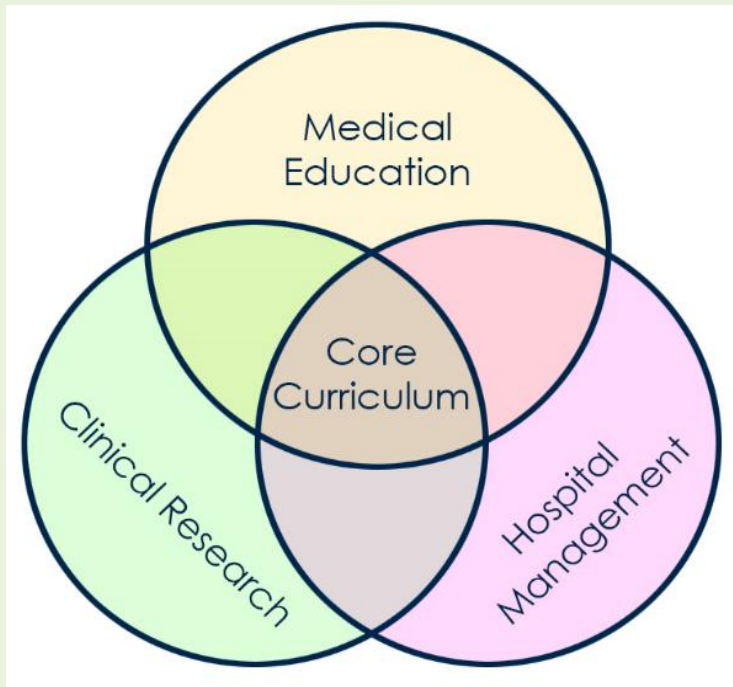 Medical
Education
Core
Curriculum
Clinical Research
Hospital
Management